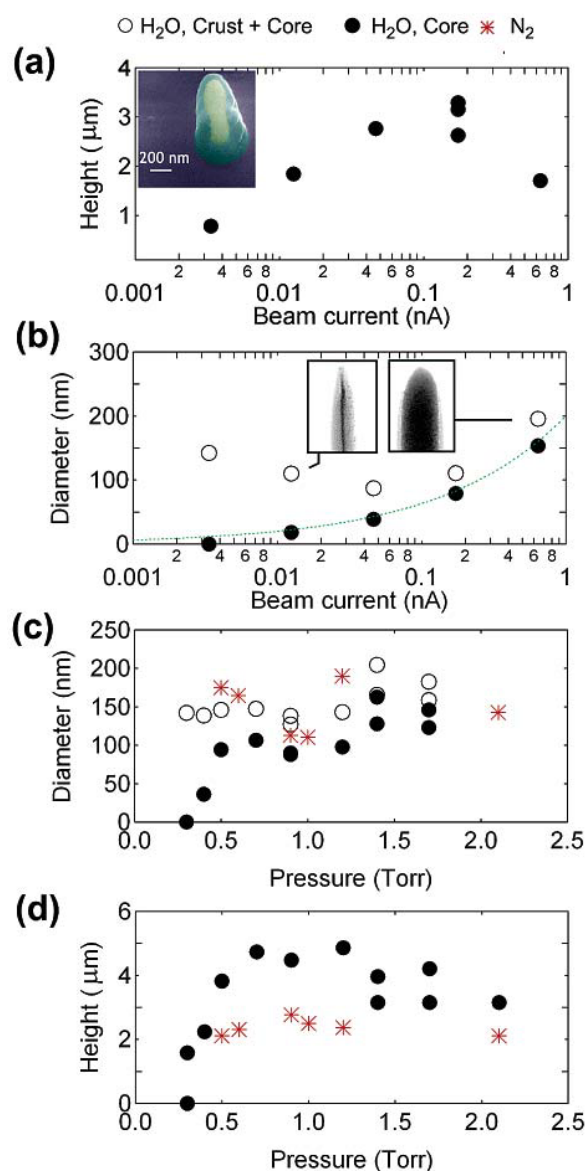 ○ H₂O, Crust + Core ● H₂O, Core ✳ N₂
(a)
Height (μm)
4
3
2
1
200 nm
2 4 6 8 2 4 6 8 2 4 6 8
0.001 0.01 0.1 1
Beam current (nA)
(b)
Diameter (nm)
300
200
100
0
2 4 6 8 2 4 6 8 2 4 6 8
0.001 0.01 0.1 1
Beam current (nA)
(c)
Diameter (nm)
250
200
150
100
50
0
0.0 0.5 1.0 1.5 2.0 2.5
Pressure (Torr)
(d)
Height (μm)
6
4
2
0
0.0 0.5 1.0 1.5 2.0 2.5
Pressure (Torr)